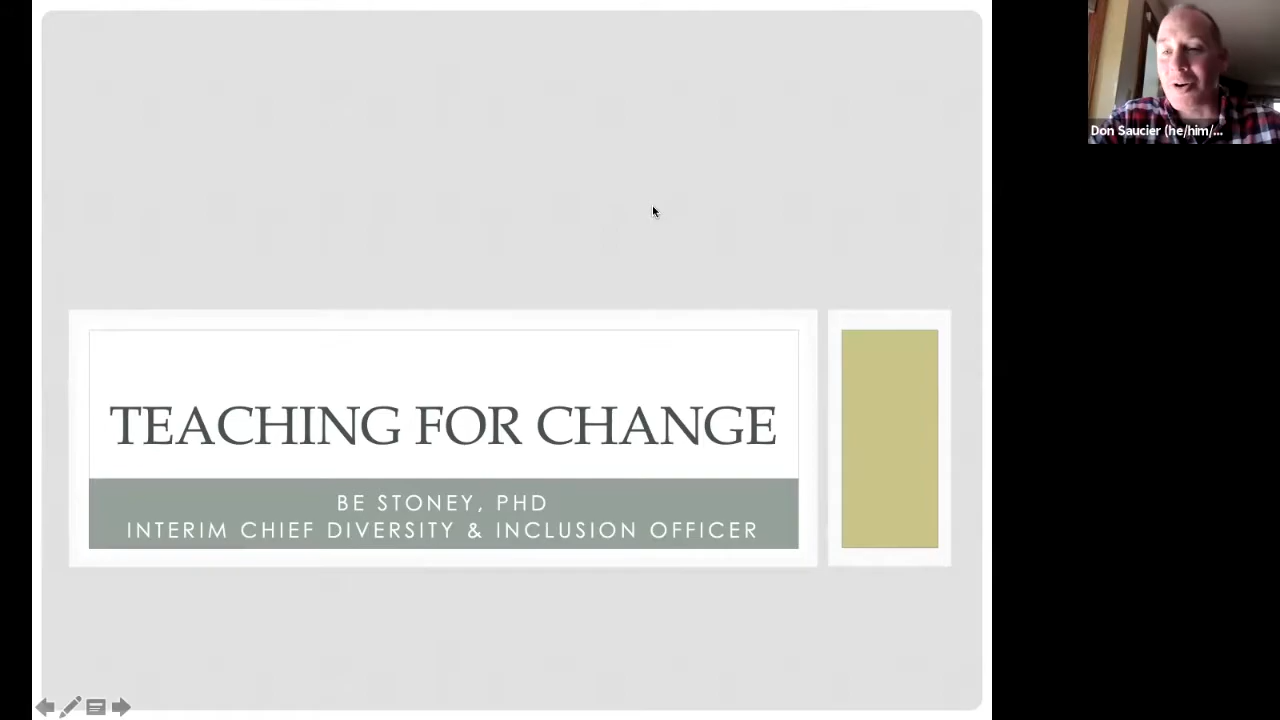 Don Saucier (he/him/...
TEACHING FOR CHANGE
BE STONEY, PHD
INTERIM CHIEF DIVERSITY & INCLUSION OFFICER